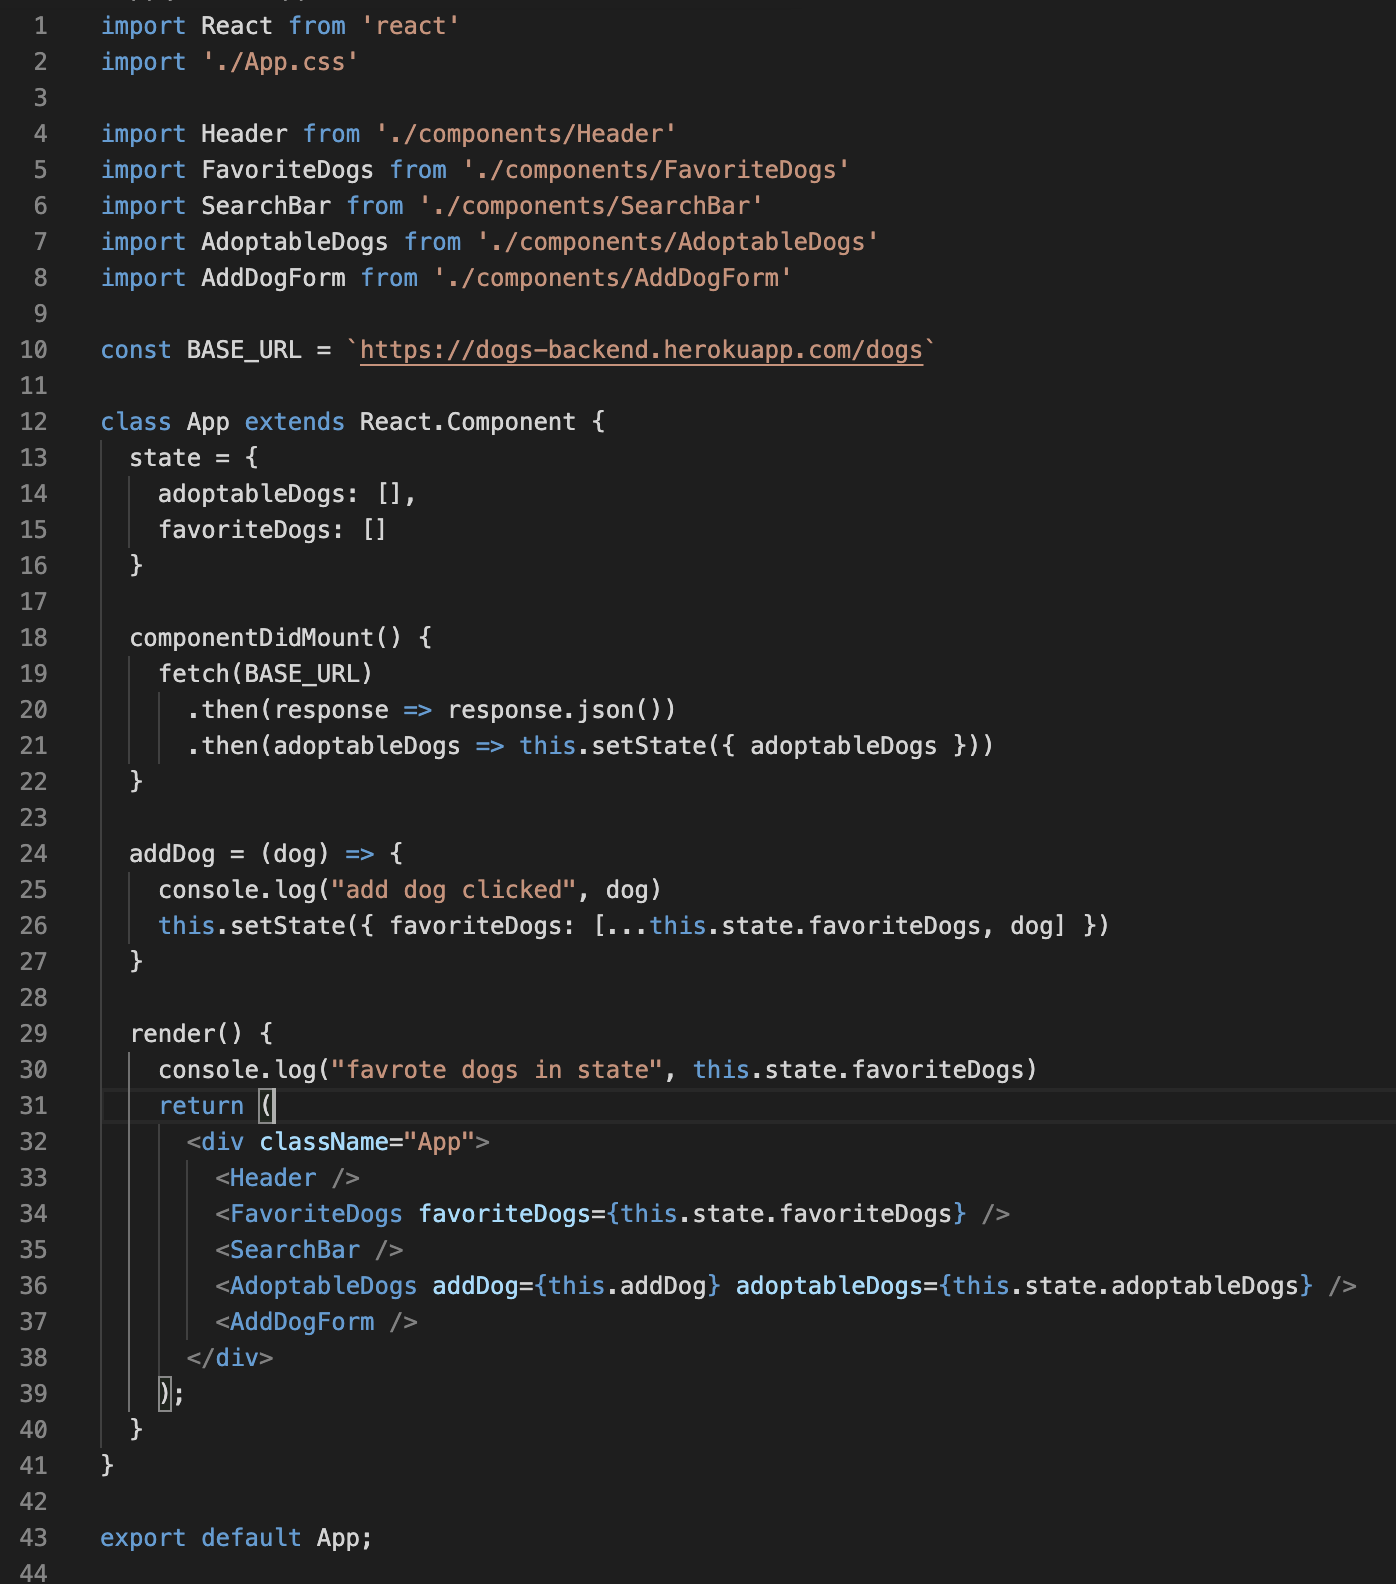 1 import React from 'react'
2 import './App.css'
3
4 import Header from './components/Header'
5 import FavoriteDogs from './components/FavoriteDogs'
6 import SearchBar from './components/SearchBar'
7 import AdoptableDogs from './components/AdoptableDogs'
8 import AddDogForm from './components/AddDogForm'
9
10 const BASE_URL = `https://dogs-backend.herokuapp.com/dogs`
11
12 class App extends React.Component {
13   state = {
14     adoptableDogs: [],
15     favoriteDogs: []
16   }
17
18   componentDidMount() {
19     fetch(BASE_URL)
20       .then(response => response.json())
21       .then(adoptableDogs => this.setState({ adoptableDogs }))
22   }
23
24   addDog = (dog) => {
25     console.log("add dog clicked", dog)
26     this.setState({ favoriteDogs: [...this.state.favoriteDogs, dog] })
27   }
28
29   render() {
30     console.log("favrote dogs in state", this.state.favoriteDogs)
31     return (
32       <div className="App">
33         <Header />
34         <FavoriteDogs favoriteDogs={this.state.favoriteDogs} />
35         <SearchBar />
36         <AdoptableDogs addDog={this.addDog} adoptableDogs={this.state.adoptableDogs} />
37         <AddDogForm />
38       </div>
39     );
40   }
41 }
42
43 export default App;
44